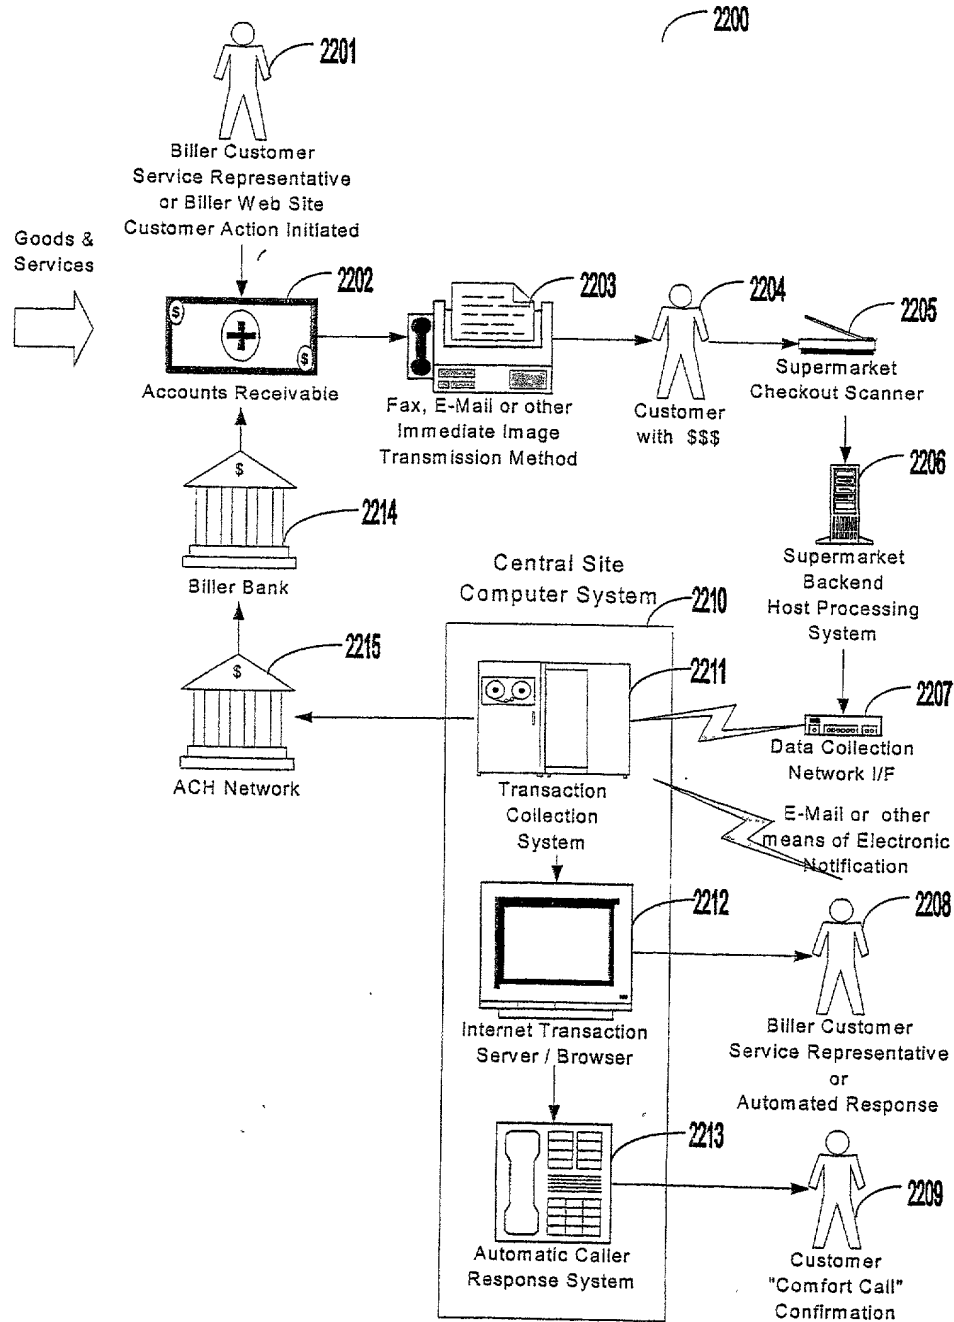 2200
2201
Biller Customer
Service Representative
or Biller Web Site
Customer Action Initiated
Goods &
Services
2202
$
$
Accounts Receivable
2203
Fax, E-Mail or other
Immediate Image
Transmission Method
2204
Customer
with $$$
2205
Supermarket
Checkout Scanner
2206
Supermarket
Backend
Host Processing
System
$
2214
Biller Bank
Central Site
Computer System
2210
2215
$
ACH Network
2211
Transaction
Collection
System
2207
Data Collection
Network I/F
E-Mail or other
means of Electronic
Notification
2212
Internet Transaction
Server / Browser
2208
Biller Customer
Service Representative
or
Automated Response
2213
Automatic Caller
Response System
2209
Customer
"Comfort Call"
Confirmation